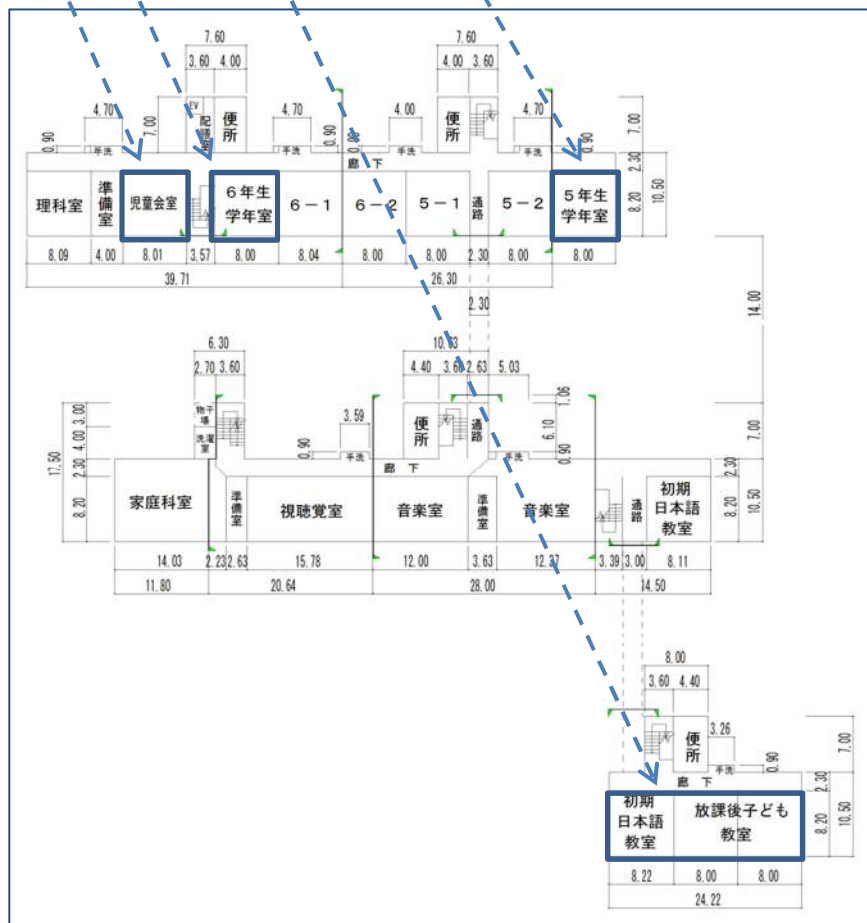 7.60
7.60
3.60 4.00
4.00 3.60
4.70
EV
配膳室
便所
4.70
4.00
便所
4.70
7.00
0.90
手洗
手洗
0.90
手洗
手洗
0.90
7.00
廊下
2.30
理科室
準備室
児童会室
6年生
学年室
6-1
6-2
5-1
通路
5-2
5年生
学年室
8.20
10.50
8.09 4.00 8.01 3.57 8.00 8.04 8.00 8.00 2.30 8.00 8.00
39.71 26.30
2.30
14.00
6.30
2.70 3.60
4.40 2.63 5.03
3.59
1.06
物干場
洗濯室
便所
通路
6.10
0.90
手洗
手洗
0.90
17.50
3.00
4.00
2.30
8.20
7.00
2.30
8.20
10.50
廊下
家庭科室
準備室
視聴覚室
音楽室
準備室
音楽室
通路
初期
日本語
教室
14.03 2.23 2.63 15.78 12.00 3.63 12.37 3.39 3.00 8.11
11.80 20.64 28.00 14.50
8.00
3.60 4.40
便所
3.26
手洗
0.90
7.00
廊下
2.30
初期
日本語
教室
放課後子ども
教室
8.20
10.50
8.22 8.00 8.00
24.22